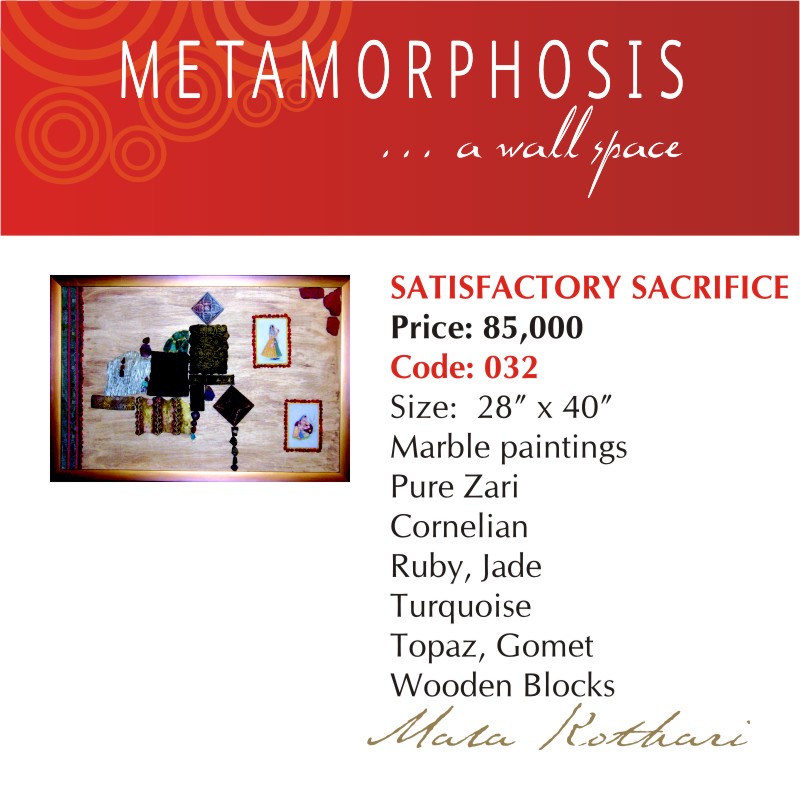 METAMORPHOSIS
... a wall space
SATISFACTORY SACRIFICE
Price: 85,000
Code: 032
Size: 28” x 40”
Marble paintings
Pure Zari
Cornelian
Ruby, Jade
Turquoise
Topaz, Gomet
Wooden Blocks
Mala Kothari